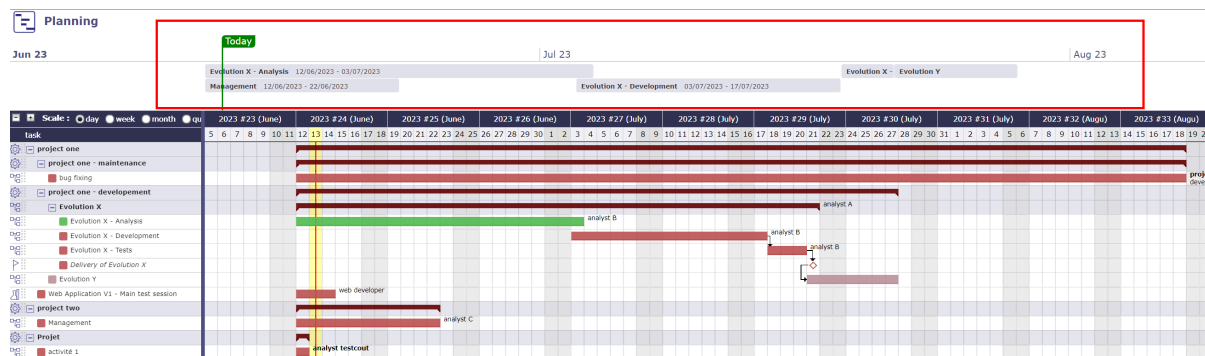 Planning
Today
Jun 23 Jul 23 Aug 23
Evolution X - Analysis 12/06/2023 - 03/07/2023 Evolution X - Evolution Y
Management 12/06/2023 - 22/06/2023 Evolution X - Development 03/07/2023 - 17/07/2023
Scale : day week month qu 2023 #23 (June) 2023 #24 (June) 2023 #25 (June) 2023 #26 (June) 2023 #27 (July) 2023 #28 (July) 2023 #29 (July) 2023 #30 (July) 2023 #31 (July) 2023 #32 (Augu) 2023 #33 (Augu)
task 5 6 7 8 9 10 11 12 13 14 15 16 17 18 19 20 21 22 23 24 25 26 27 28 29 30 1 2 3 4 5 6 7 8 9 10 11 12 13 14 15 16 17 18 19 20 21 22 23 24 25 26 27 28 29 30 31 1 2 3 4 5 6 7 8 9 10 11 12 13 14 15 16 17 18 19 2
project one
project one - maintenance
bug fixing proj
deve
project one - developement
Evolution X analyst A
Evolution X - Analysis analyst B
Evolution X - Development analyst B
Evolution X - Tests analyst B
Delivery of Evolution X
Evolution Y
Web Application V1 - Main test session web developer
project two
Management analyst C
Projet
activité 1 analyst testcout